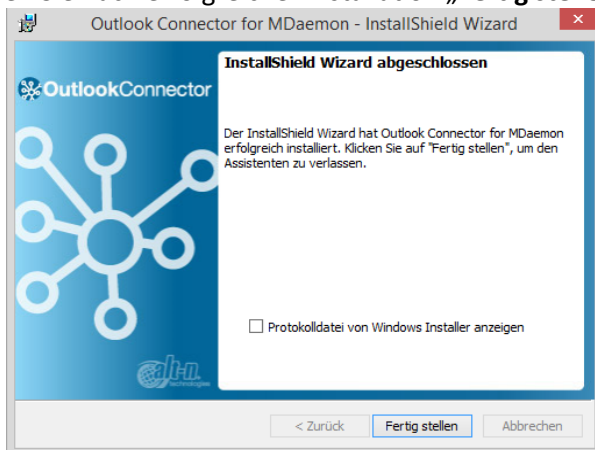 Outlook Connector for MDaemon - InstallShield Wizard
InstallShield Wizard abgeschlossen
OutlookConnector
Der InstallShield Wizard hat Outlook Connector for MDaemon
erfolgreich installiert. Klicken Sie auf "Fertig stellen", um den
Assistenten zu verlassen.
Protokolldatei von Windows Installer anzeigen
alt-n
technologies
< Zurück
Fertig stellen
Abbrechen